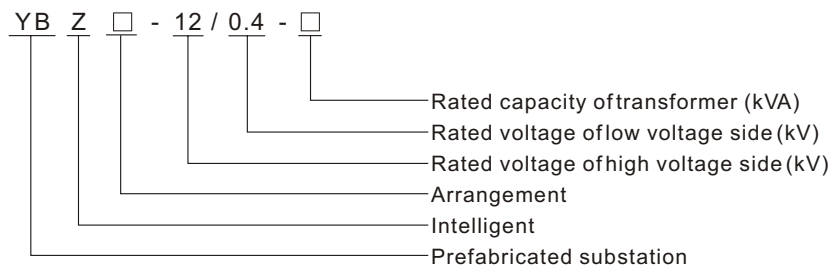 YB Z □ - 12 / 0.4 - □
Rated capacity of transformer (kVA)
Rated voltage of low voltage side (kV)
Rated voltage of high voltage side (kV)
Arrangement
Intelligent
Prefabricated substation